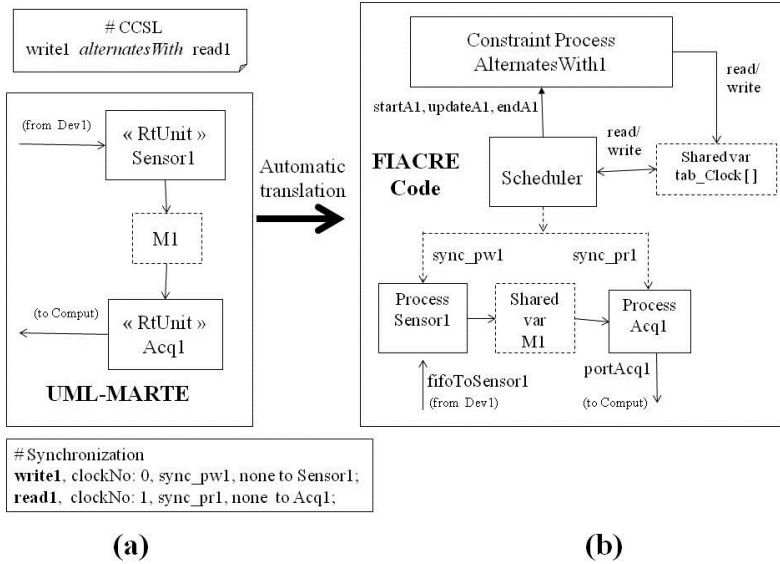 # CCSL
write1 alternatesWith read1
(from Dev1)
« RtUnit »
Sensor1
M1
(to Comput)
« RtUnit »
Acq1
UML-MARTE
Automatic
translation
Constraint Process
AlternatesWith1
read/
write
startA1, updateA1, endA1
read/
write
FIACRE
Code
Scheduler
Shared var
tab_Clock[]
sync_pw1
sync_pr1
Process
Sensor1
Shared
var
M1
Process
Acq1
fifoToSensor1
(from Dev1)
portAcq1
(to Comput)
# Synchronization
write1, clockNo: 0, sync_pw1, none to Sensor1;
read1, clockNo: 1, sync_pr1, none to Acq1;
(a)
(b)